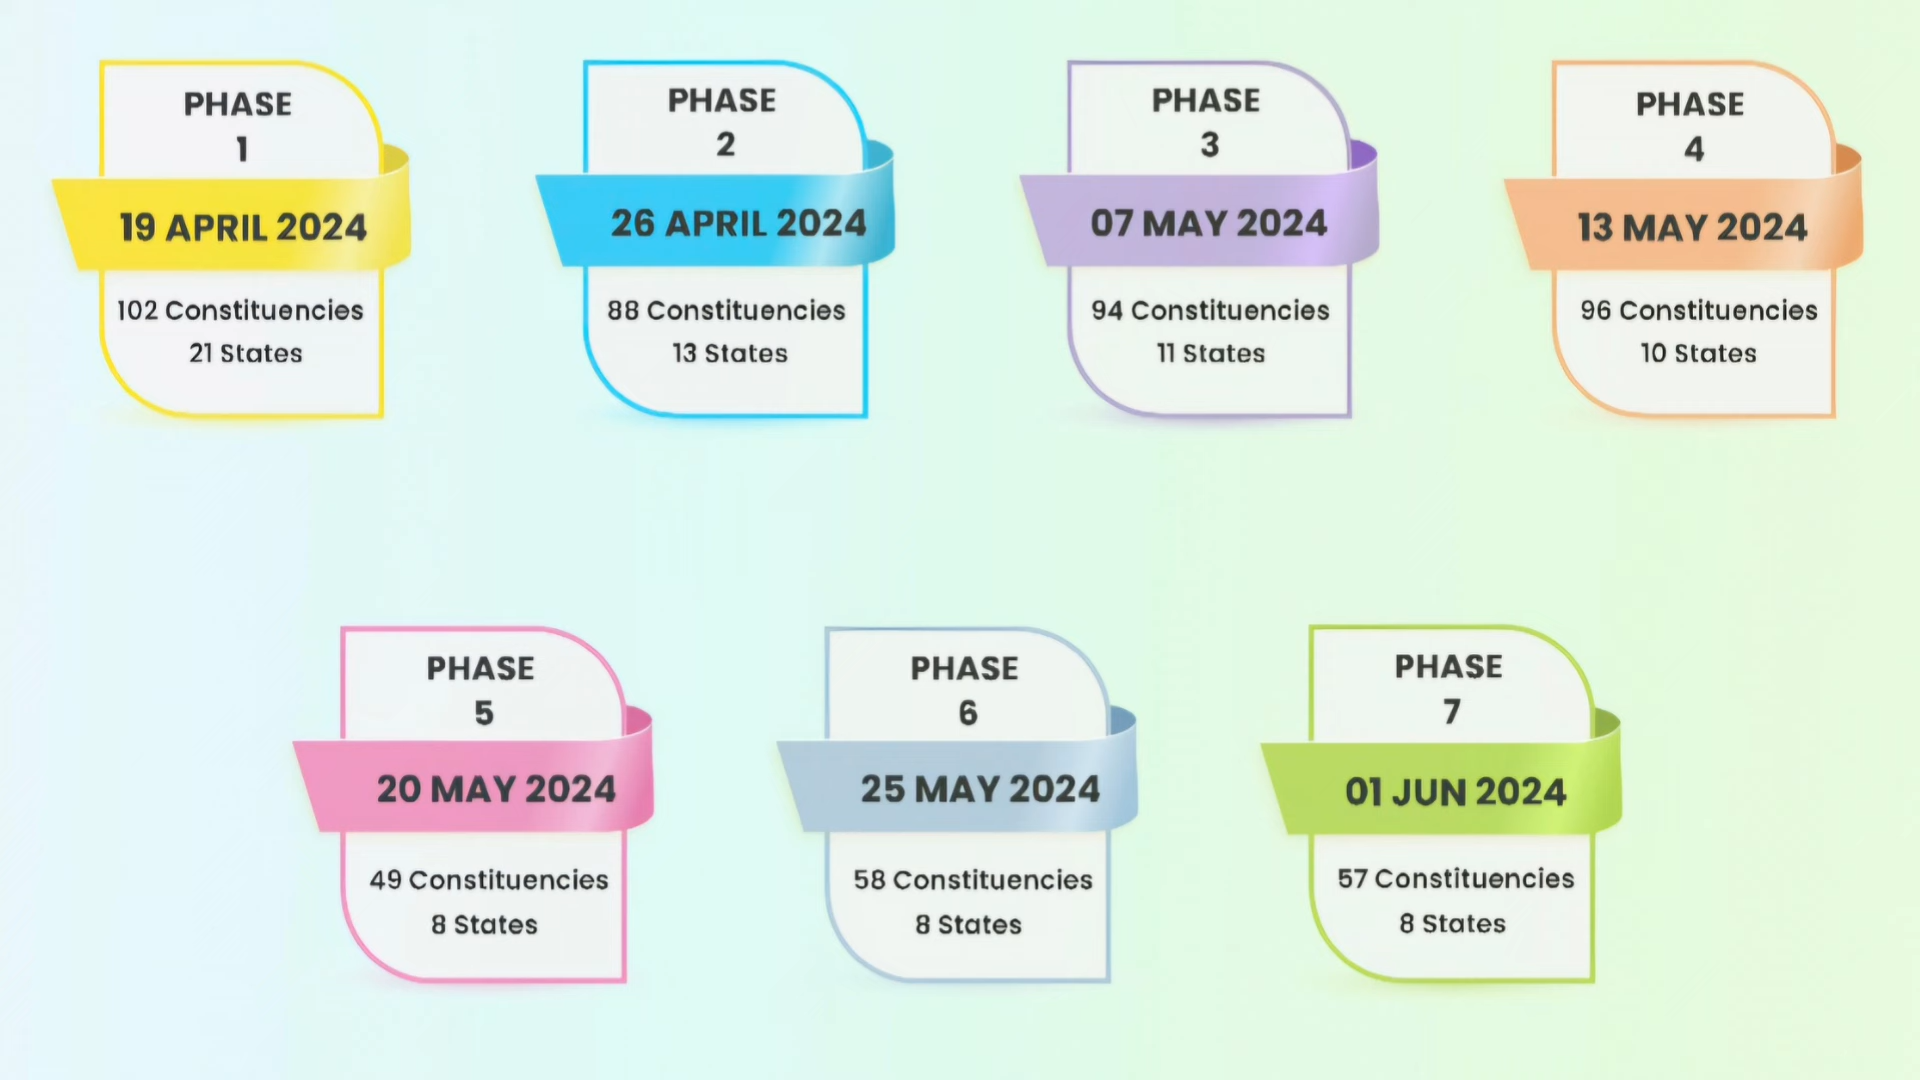 PHASE
1
19 APRIL 2024
102 Constituencies
21 States
PHASE
2
26 APRIL 2024
88 Constituencies
13 States
PHASE
3
07 MAY 2024
94 Constituencies
11 States
PHASE
4
13 MAY 2024
96 Constituencies
10 States
PHASE
5
20 MAY 2024
49 Constituencies
8 States
PHASE
6
25 MAY 2024
58 Constituencies
8 States
PHASE
7
01 JUN 2024
57 Constituencies
8 States